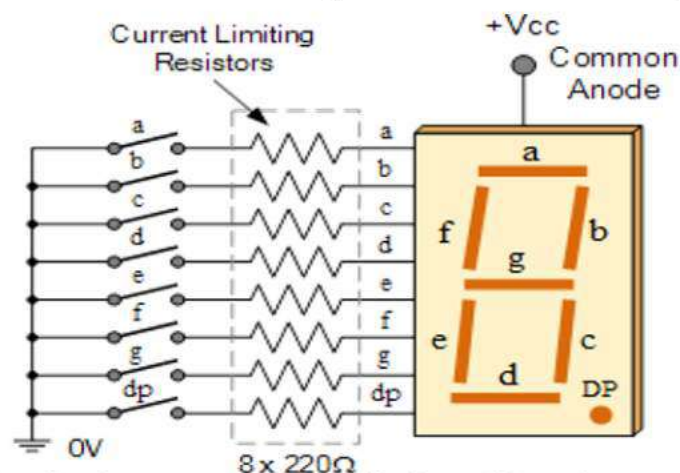 Current Limiting
Resistors
+Vcc
Common
Anode
a
b
c
d
e
f
g
dp
a
b
c
d
e
f
g
dp
a
f
b
g
e
c
d
DP
0V
8 x 220Ω